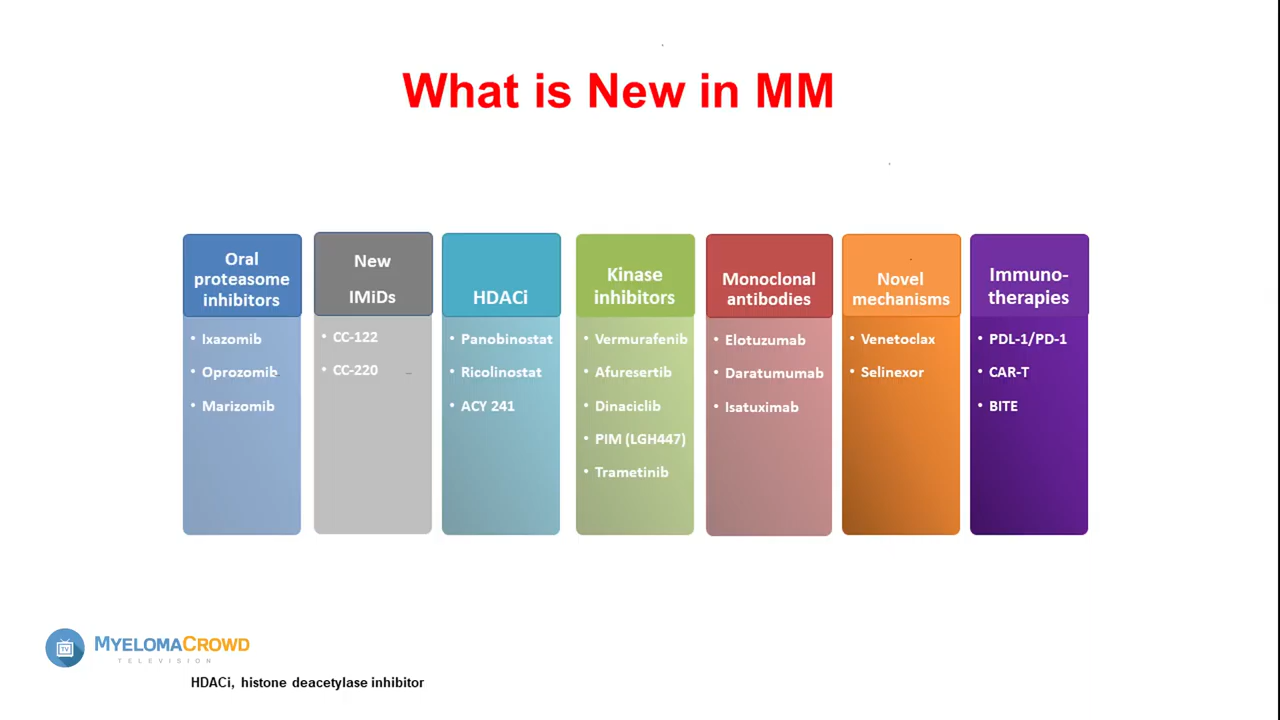 What is New in MM
Oral
proteasome
inhibitors
• Ixazomib
• Oprozomib
• Marizomib
New
IMiDs
• CC-122
• CC-220
HDACi
• Panobinostat
• Ricolinostat
• ACY 241
Kinase
inhibitors
• Vermurafenib
• Afuresertib
• Dinaciclib
• PIM (LGH447)
• Trametinib
Monoclonal
antibodies
• Elotuzumab
• Daratumumab
• Isatuximab
Novel
mechanisms
• Venetoclax
• Selinexor
Immuno-
therapies
• PDL-1/PD-1
• CAR-T
• BITE
TV
MYELOMACROWD
TELEVISION
HDACi, histone deacetylase inhibitor